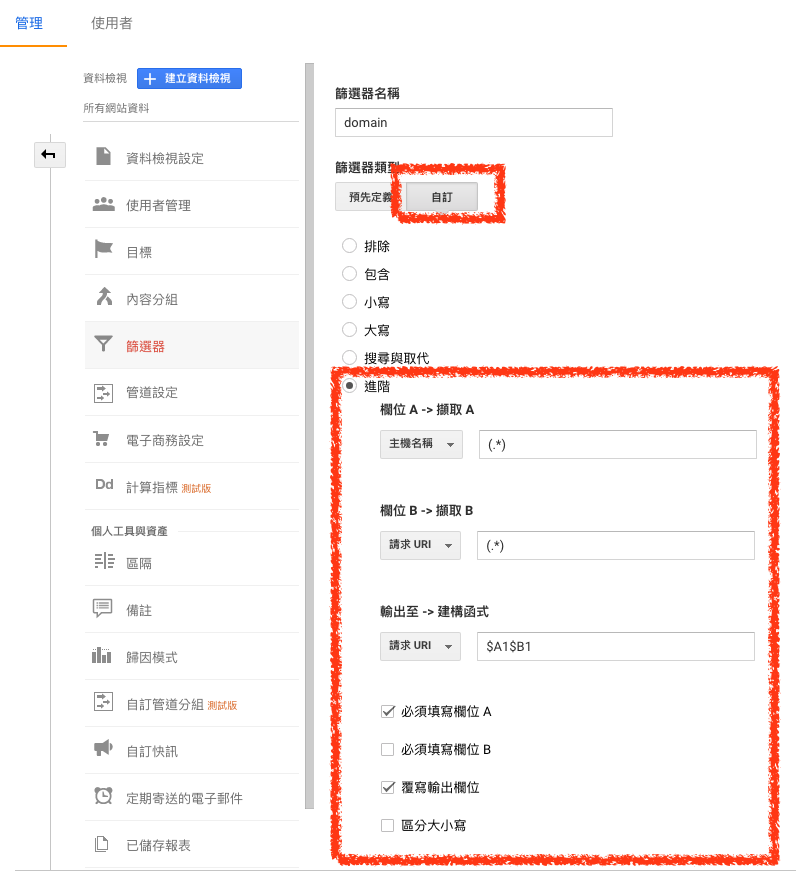 管理
使用者
資料檢視
建立資料檢視
所有網站資料
資料檢視設定
使用者管理
目標
內容分組
篩選器
管道設定
電子商務設定
Dd 計算指標 測試版
個人工具與資產
區隔
備註
歸因模式
自訂管道分組 測試版
自訂快訊
定期寄送的電子郵件
已儲存報表
篩選器名稱
domain
篩選器類型
預先定義
自訂
排除
包含
小寫
大寫
搜尋與取代
進階
欄位 A -> 擷取 A
主機名稱
(.*)
欄位 B -> 擷取 B
請求 URI
(.*)
輸出至 -> 建構函式
請求 URI
$A1$B1
必須填寫欄位 A
必須填寫欄位 B
覆寫輸出欄位
區分大小寫